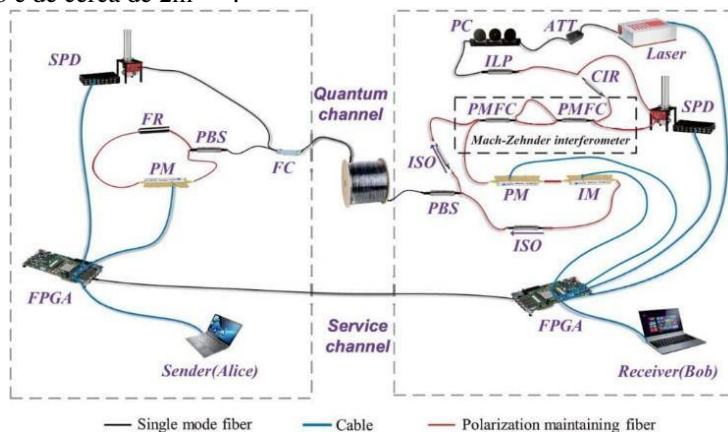 PC
ATT
Laser
ILP
SPD
CIR
FR
Quantum
channel
PMFC
PMFC
SPD
Mach-Zehnder interferometer
PBS
FC
ISO
PM
PM
IM
PBS
ISO
FPGA
FPGA
Service
channel
Sender(Alice)
Receiver(Bob)
Single mode fiber
Cable
Polarization maintaining fiber